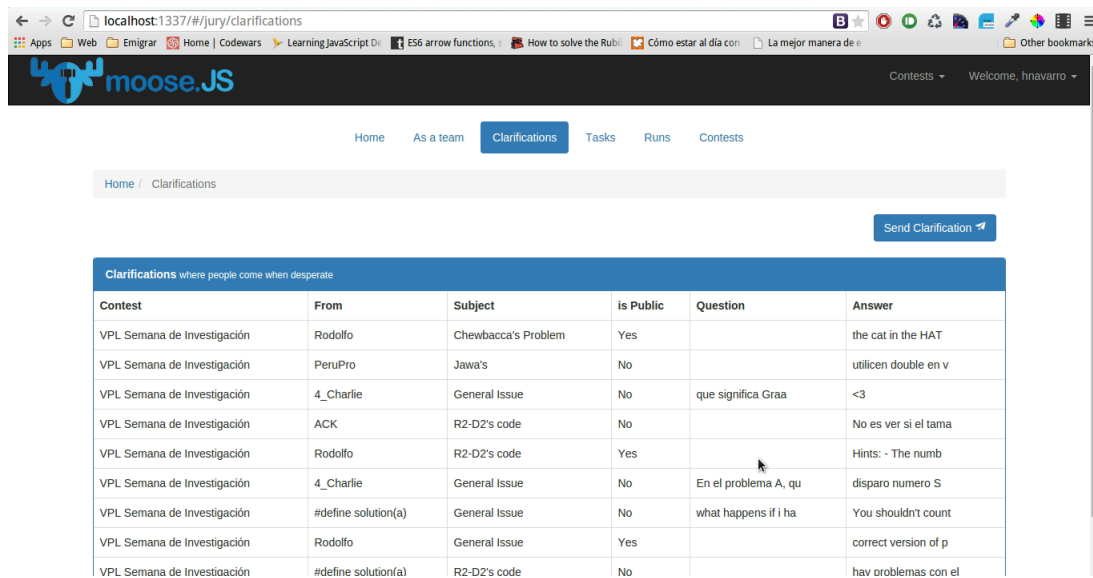 localhost:1337/#/jury/clarifications
Apps Web Emigrar Home | Codewars Learning JavaScript De ES6 arrow functions, s How to solve the Rubi Cómo estar al día con La mejor manera de e Other bookmarks
moose.JS Contests Welcome, hnavarro
Home As a team Clarifications Tasks Runs Contests
Home / Clarifications
Send Clarification
Clarifications where people come when desperate
Contest From Subject is Public Question Answer
VPL Semana de Investigación Rodolfo Chewbacca's Problem Yes the cat in the HAT
VPL Semana de Investigación PeruPro Jawa's No utilicen double en v
VPL Semana de Investigación 4_Charlie General Issue No que significa Graa <3
VPL Semana de Investigación ACK R2-D2's code No No es ver si el tama
VPL Semana de Investigación Rodolfo R2-D2's code Yes Hints: - The numb
VPL Semana de Investigación 4_Charlie General Issue No En el problema A, qu disparo numero S
VPL Semana de Investigación #define solution(a) General Issue No what happens if i ha You shouldn't count
VPL Semana de Investigación Rodolfo General Issue Yes correct version of p
VPL Semana de Investigación #define solution(a) R2-D2's code No hay problemas con el